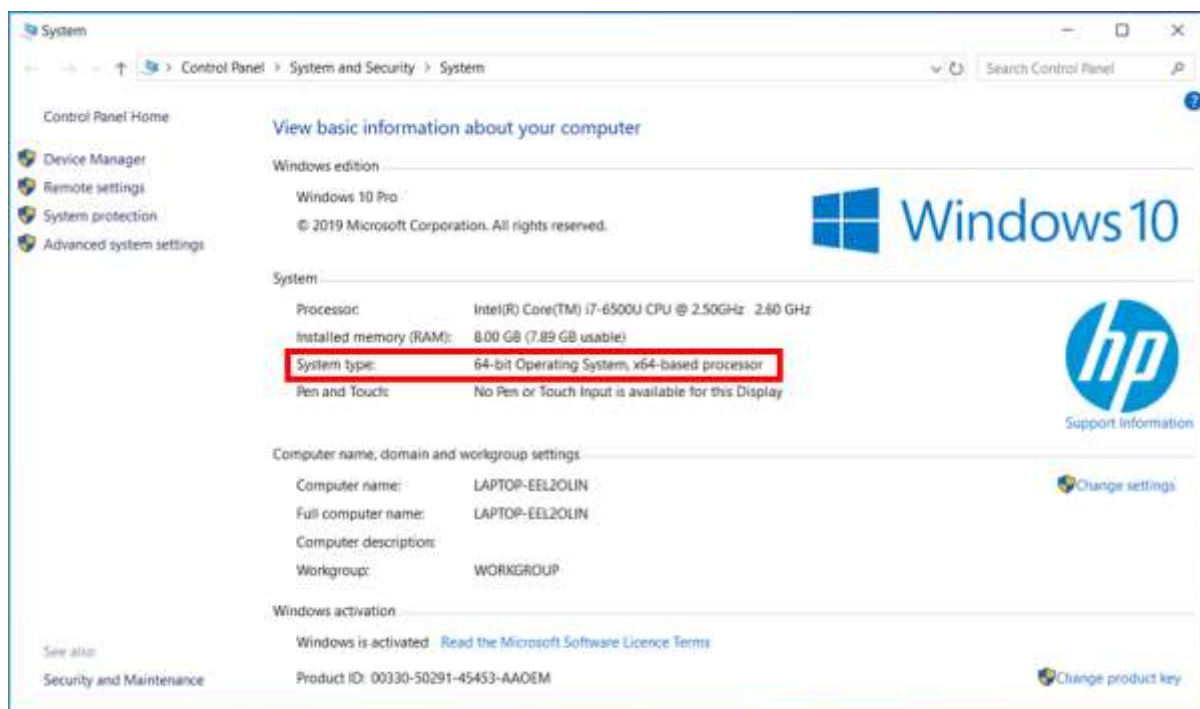 System
Control Panel > System and Security > System
Search Control Panel
?
Control Panel Home
Device Manager
Remote settings
System protection
Advanced system settings
View basic information about your computer
Windows edition
Windows 10 Pro
© 2019 Microsoft Corporation. All rights reserved.
Windows 10
System
Processor: Intel(R) Core(TM) i7-6500U CPU @ 2.50GHz 2.60 GHz
Installed memory (RAM): 8.00 GB (7.89 GB usable)
System type: 64-bit Operating System, x64-based processor
Pen and Touch: No Pen or Touch Input is available for this Display
hp
Support Information
Computer name, domain and workgroup settings
Computer name: LAPTOP-EEL2OLIN
Change settings
Full computer name: LAPTOP-EEL2OLIN
Computer description:
Workgroup: WORKGROUP
Windows activation
Windows is activated Read the Microsoft Software Licence Terms
Product ID: 00330-50291-45453-AAOEM
Change product key
See also
Security and Maintenance